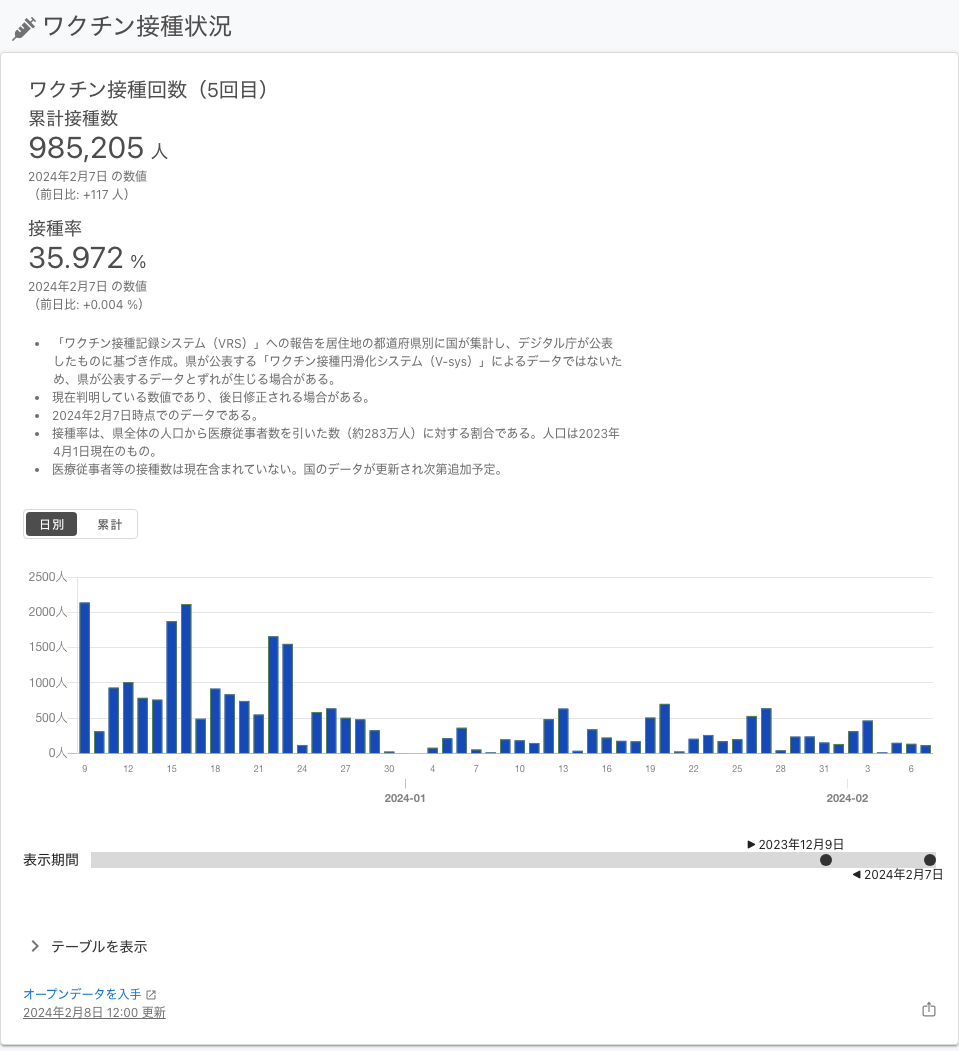 ワクチン接種状況
ワクチン接種回数（5回目）
累計接種数
985,205 人
2024年2月7日 の数値
（前日比: +117 人）
接種率
35.972 %
2024年2月7日 の数値
（前日比: +0.004 %）
• 「ワクチン接種記録システム（VRS）」への報告を居住地の都道府県別に国が集計し、デジタル庁が公表
したものに基づき作成。県が公表する「ワクチン接種円滑化システム（V-sys）」によるデータではないた
め、県が公表するデータとずれが生じる場合がある。
• 現在判明している数値であり、後日修正される場合がある。
• 2024年2月7日時点でのデータである。
• 接種率は、県全体の人口から医療従事者数を引いた数（約283万人）に対する割合である。人口は2023年
4月1日現在のもの。
• 医療従事者等の接種数は現在含まれていない。国のデータが更新され次第追加予定。
日別 累計
2500人
2000人
1500人
1000人
500人
0人
9 12 15 18 21 24 27 30 4 7 10 13 16 19 22 25 28 31 3 6
2024-01 2024-02
2023年12月9日
表示期間
2024年2月7日
テーブルを表示
オープンデータを入手
2024年2月8日 12:00 更新